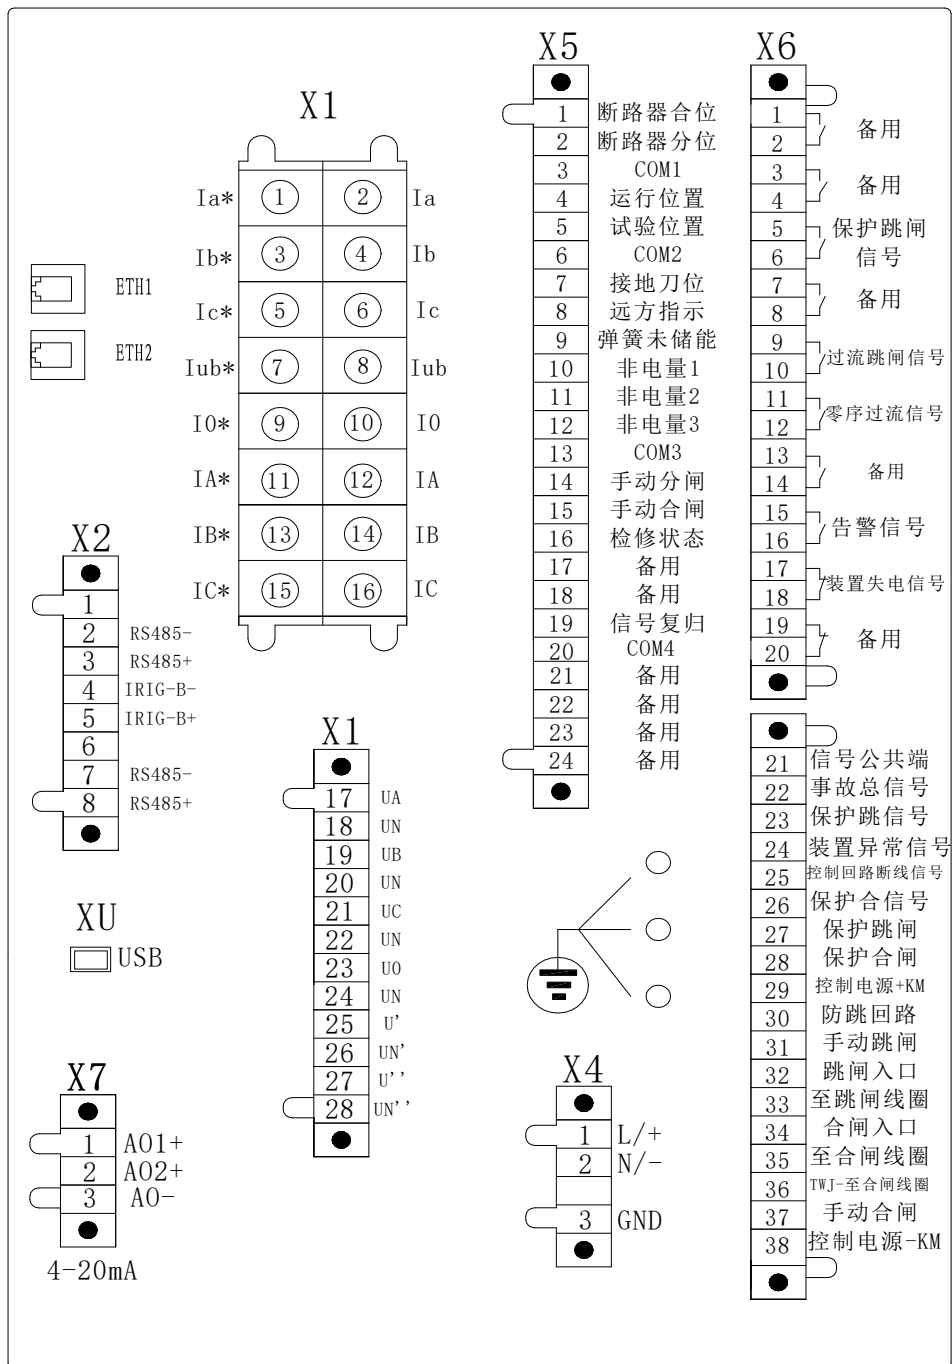 X1
Ia* 1 2 Ia
Ib* 3 4 Ib
Ic* 5 6 Ic
Iub* 7 8 Iub
I0* 9 10 I0
IA* 11 12 IA
IB* 13 14 IB
IC* 15 16 IC
ETH1
ETH2
X2
1
2 RS485-
3 RS485+
4 IRIG-B-
5 IRIG-B+
6
7 RS485-
8 RS485+
XU
USB
X7
1 AO1+
2 AO2+
3 AO-
4-20mA
X1
17 UA
18 UN
19 UB
20 UN
21 UC
22 UN
23 U0
24 UN
25 U'
26 UN'
27 U''
28 UN''
X5
1 断路器合位
2 断路器分位
3 COM1
4 运行位置
5 试验位置
6 COM2
7 接地刀位
8 远方指示
9 弹簧未储能
10 非电量1
11 非电量2
12 非电量3
13 COM3
14 手动分闸
15 手动合闸
16 检修状态
17 备用
18 备用
19 信号复归
20 COM4
21 备用
22 备用
23 备用
24 备用
X4
1 L/+
2 N/-
3 GND
X6
1
备用
2
3
备用
4
5 保护跳闸
6 信号
7
备用
8
9
过流跳闸信号
10
11
零序过流信号
12
13
备用
14
15
告警信号
16
17
装置失电信号
18
19
备用
20
21 信号公共端
22 事故总信号
23 保护跳信号
24 装置异常信号
25 控制回路断线信号
26 保护合信号
27 保护跳闸
28 保护合闸
29 控制电源+KM
30 防跳回路
31 手动跳闸
32 跳闸入口
33 至跳闸线圈
34 合闸入口
35 至合闸线圈
36 TWJ-至合闸线圈
37 手动合闸
38 控制电源-KM